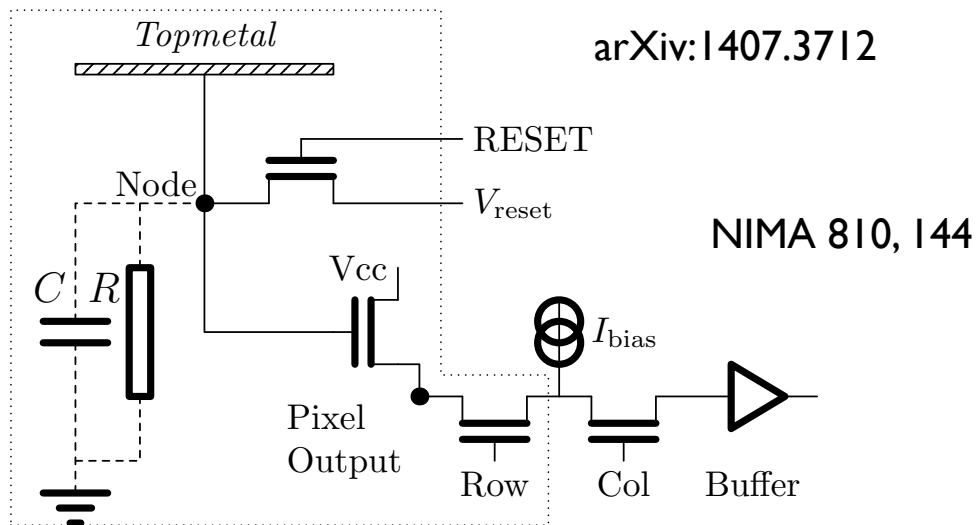 Topmetal
arXiv:1407.3712
RESET
Node
V_reset
NIMA 810, 144
Vcc
C
R
I_bias
Pixel
Output
Row
Col
Buffer